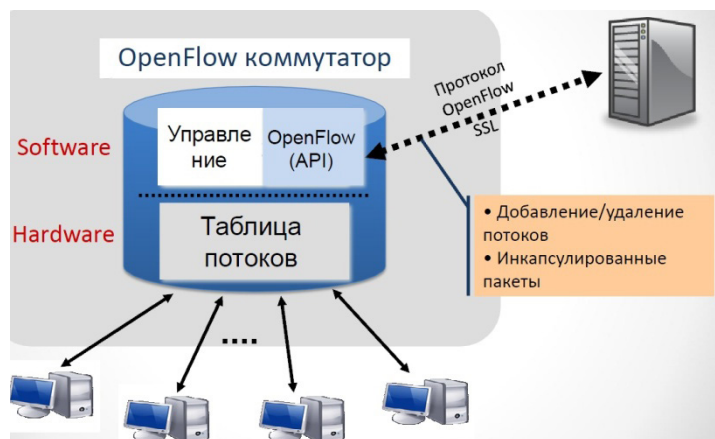 OpenFlow коммутатор
Протокол
OpenFlow
SSL
Software
Управле
ние
OpenFlow
(API)
Hardware
Таблица
потоков
• Добавление/удаление
потоков
• Инкапсулированные
пакеты
....